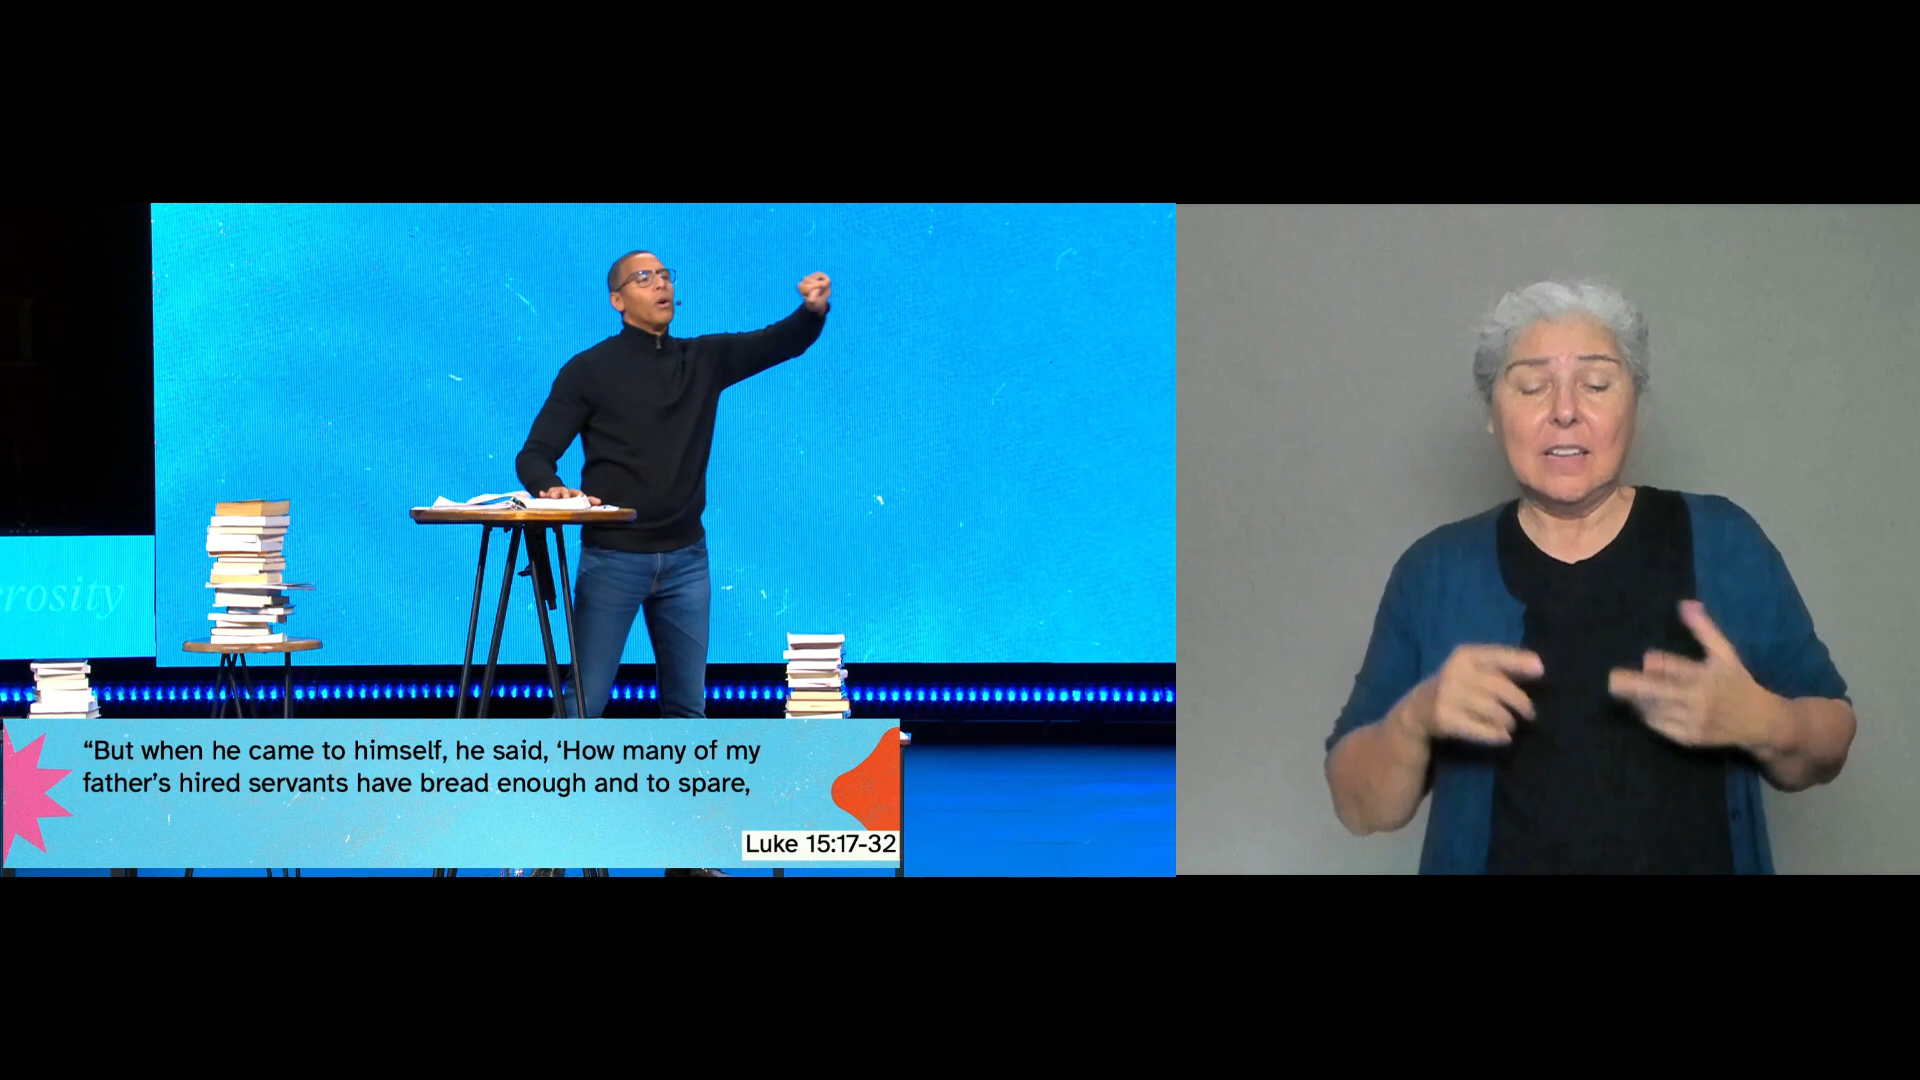 rosity
“But when he came to himself, he said, ‘How many of my
father’s hired servants have bread enough and to spare,
Luke 15:17-32